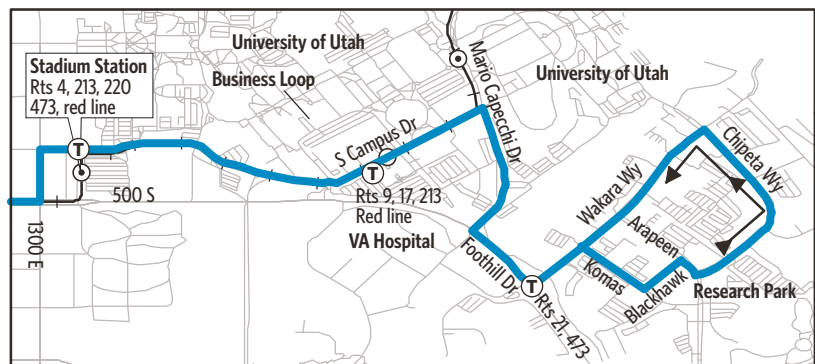 University of Utah
Business Loop
Stadium Station
Rts 4, 213, 220
473, red line
T
Mario Capecchi Dr
University of Utah
S Campus Dr
T
Rts 9, 17, 213
Red line
VA Hospital
500 S
1300 E
Foothill Dr
T
Rts 21, 473
Wakara Wy
Chipeta Wy
Arapeen
Komas
Blackhawk
Research Park